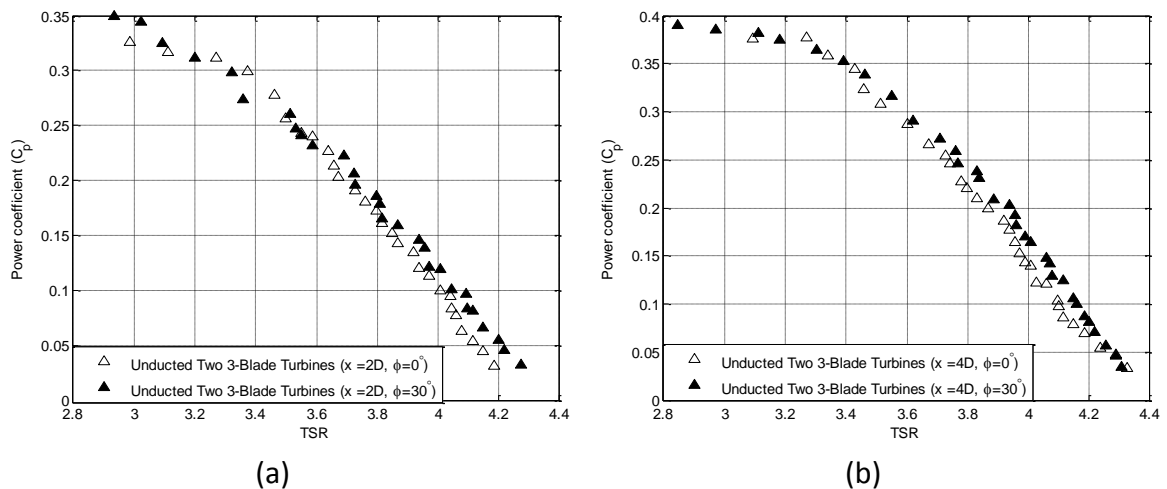 0.35
0.3
0.25
0.2
0.15
0.1
0.05
0
Power coefficient (Cp)
2.8 3 3.2 3.4 3.6 3.8 4 4.2 4.4
TSR
Unducted Two 3-Blade Turbines (x =2D, ϕ=0°)
Unducted Two 3-Blade Turbines (x =2D, ϕ=30°)
(a)
0.4
0.35
0.3
0.25
0.2
0.15
0.1
0.05
0
Power coefficient (Cp)
2.8 3 3.2 3.4 3.6 3.8 4 4.2 4.4
TSR
Unducted Two 3-Blade Turbines (x =4D, ϕ=0°)
Unducted Two 3-Blade Turbines (x =4D, ϕ=30°)
(b)